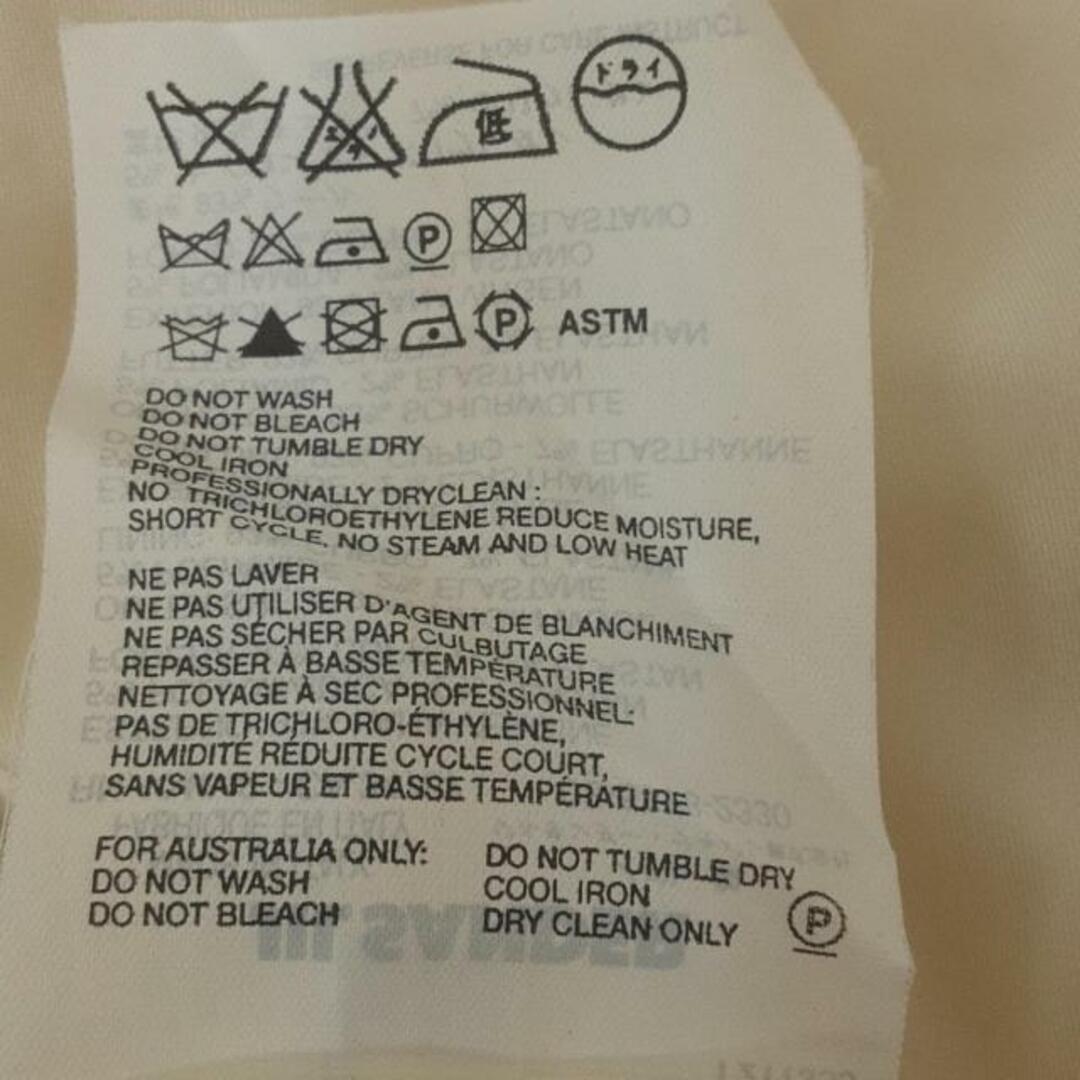 低 ドライ
P
P ASTM
DO NOT WASH
DO NOT BLEACH
DO NOT TUMBLE DRY
COOL IRON
PROFESSIONALLY DRYCLEAN :
NO TRICHLOROETHYLENE REDUCE MOISTURE,
SHORT CYCLE, NO STEAM AND LOW HEAT
NE PAS LAVER
NE PAS UTILISER D'AGENT DE BLANCHIMENT
NE PAS SÉCHER PAR CULBUTAGE
REPASSER À BASSE TEMPÉRATURE
NETTOYAGE À SEC PROFESSIONNEL:
PAS DE TRICHLORO-ÉTHYLÈNE,
HUMIDITÉ RÉDUITE CYCLE COURT,
SANS VAPEUR ET BASSE TEMPÉRATURE
FOR AUSTRALIA ONLY:
DO NOT WASH
DO NOT BLEACH
DO NOT TUMBLE DRY
COOL IRON
DRY CLEAN ONLY P